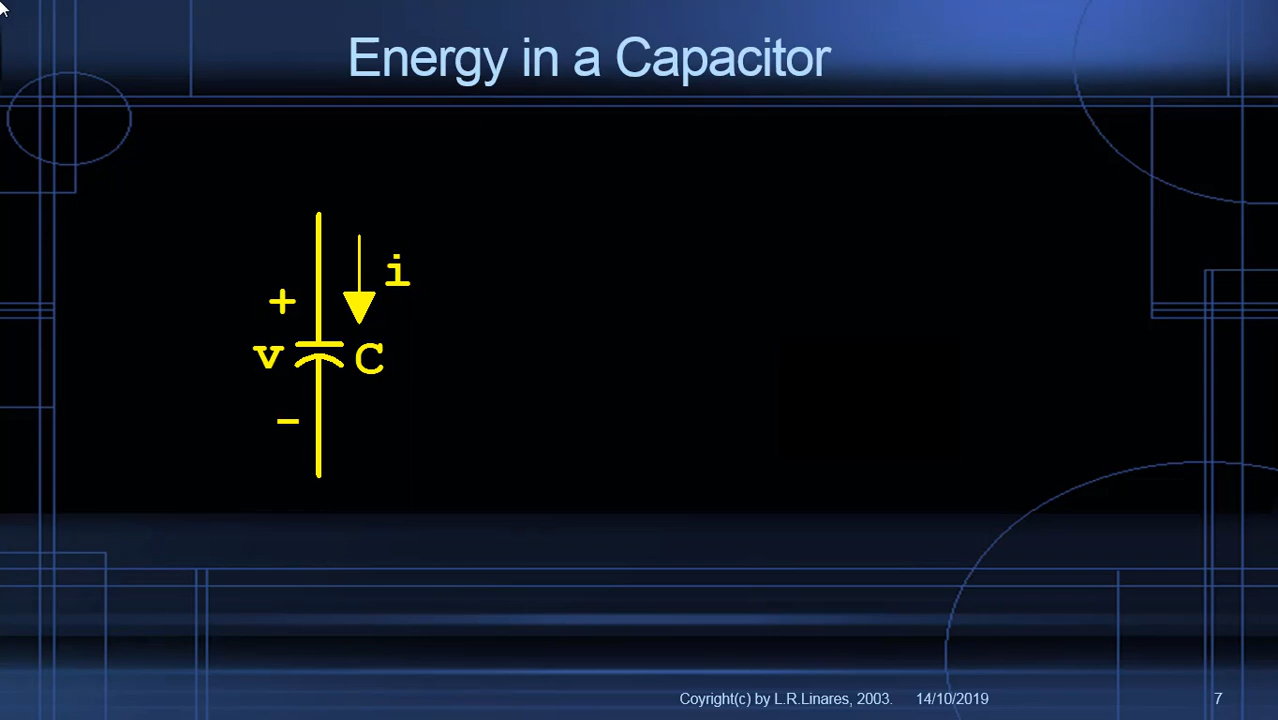 Energy in a Capacitor
i
+
v C
-
Coyright(c) by L.R.Linares, 2003. 14/10/2019 7